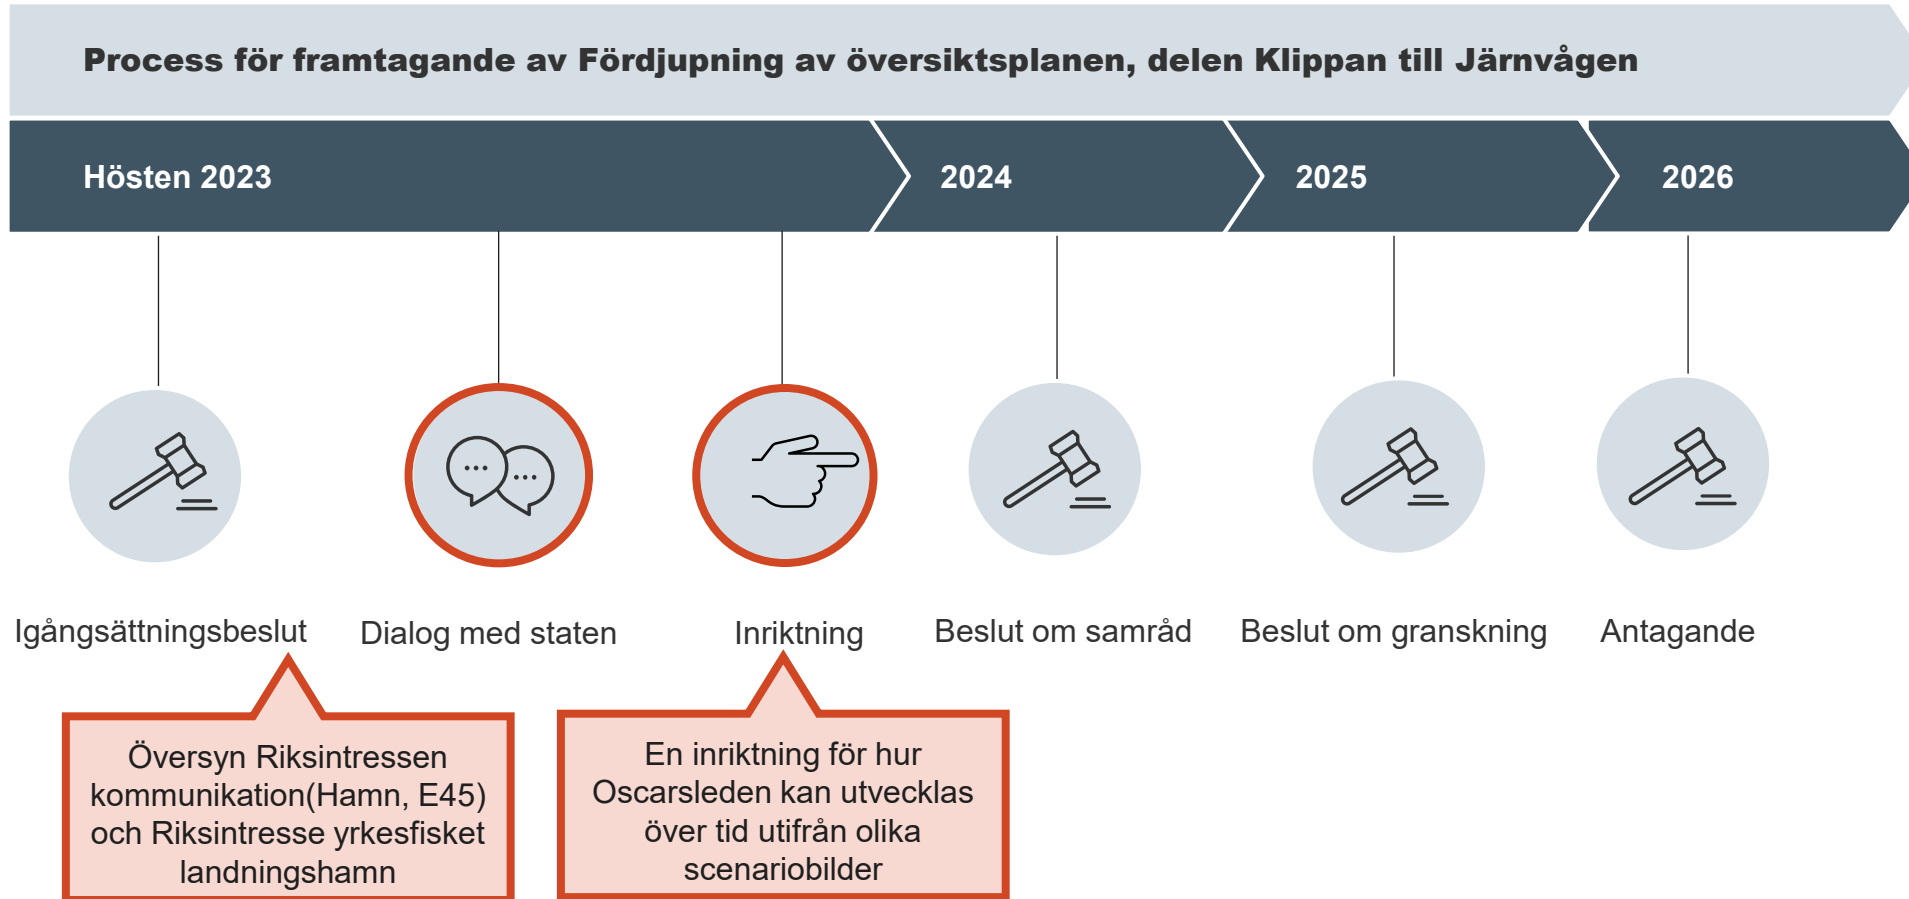 Process för framtagande av Fördjupning av översiktsplanen, delen Klippan till Järnvågen
Hösten 2023
2024
2025
2026
Igångsättningsbeslut
Dialog med staten
Inriktning
Beslut om samråd
Beslut om granskning
Antagande
Översyn Riksintressen
kommunikation(Hamn, E45)
och Riksintresse yrkesfisket
landningshamn
En inriktning för hur
Oscarsleden kan utvecklas
över tid utifrån olika
scenariobilder